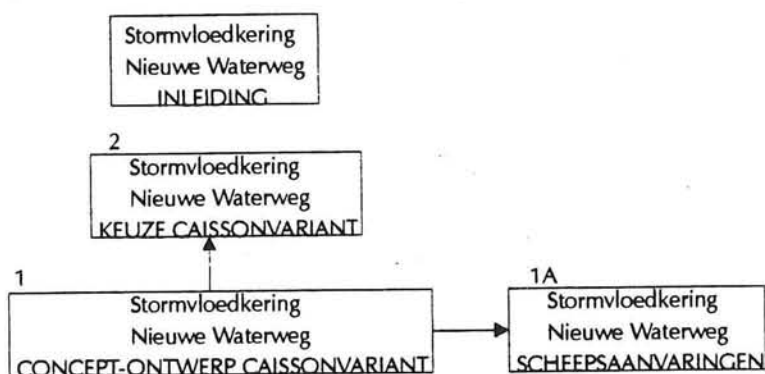 Stormvloedkering
Nieuwe Waterweg
INLEIDING
2
Stormvloedkering
Nieuwe Waterweg
KEUZE CAISSONVARIANT
1
Stormvloedkering
Nieuwe Waterweg
CONCEPT-ONTWERP CAISSONVARIANT
1A
Stormvloedkering
Nieuwe Waterweg
SCHEEPSAANVARINGEN